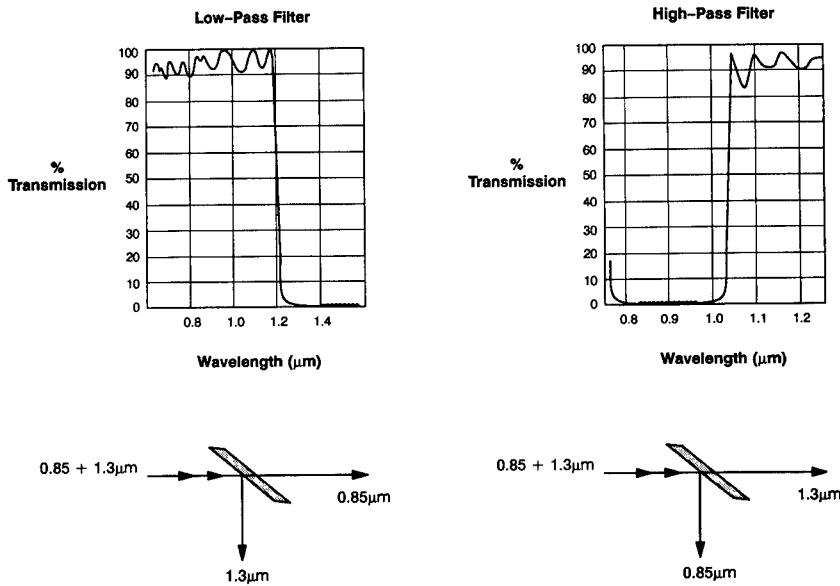 Low-Pass Filter
100
90
80
70
60
50
40
30
20
10
0
%
Transmission
0.8 1.0 1.2 1.4
Wavelength (μm)
High-Pass Filter
100
90
80
70
60
50
40
30
20
10
0
%
Transmission
0.8 0.9 1.0 1.1 1.2
Wavelength (μm)
0.85 + 1.3μm
0.85μm
1.3μm
0.85 + 1.3μm
1.3μm
0.85μm